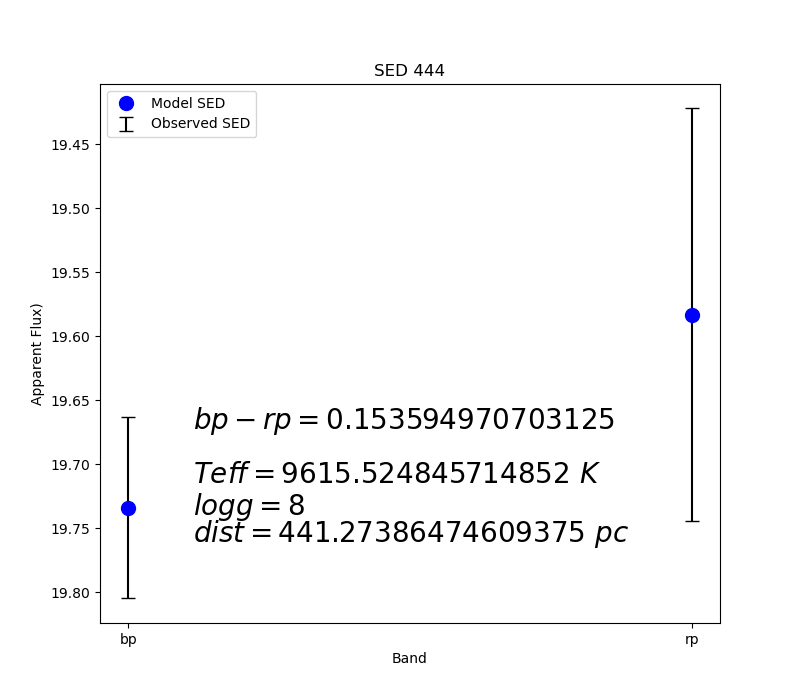 SED 444
Model SED
Observed SED
19.45
19.50
19.55
19.60
19.65
19.70
19.75
19.80
Apparent Flux)
bp − rp = 0.153594970703125
Teff = 9615.524845714852 K
logg = 8
dist = 441.27386474609375 pc
bp
rp
Band